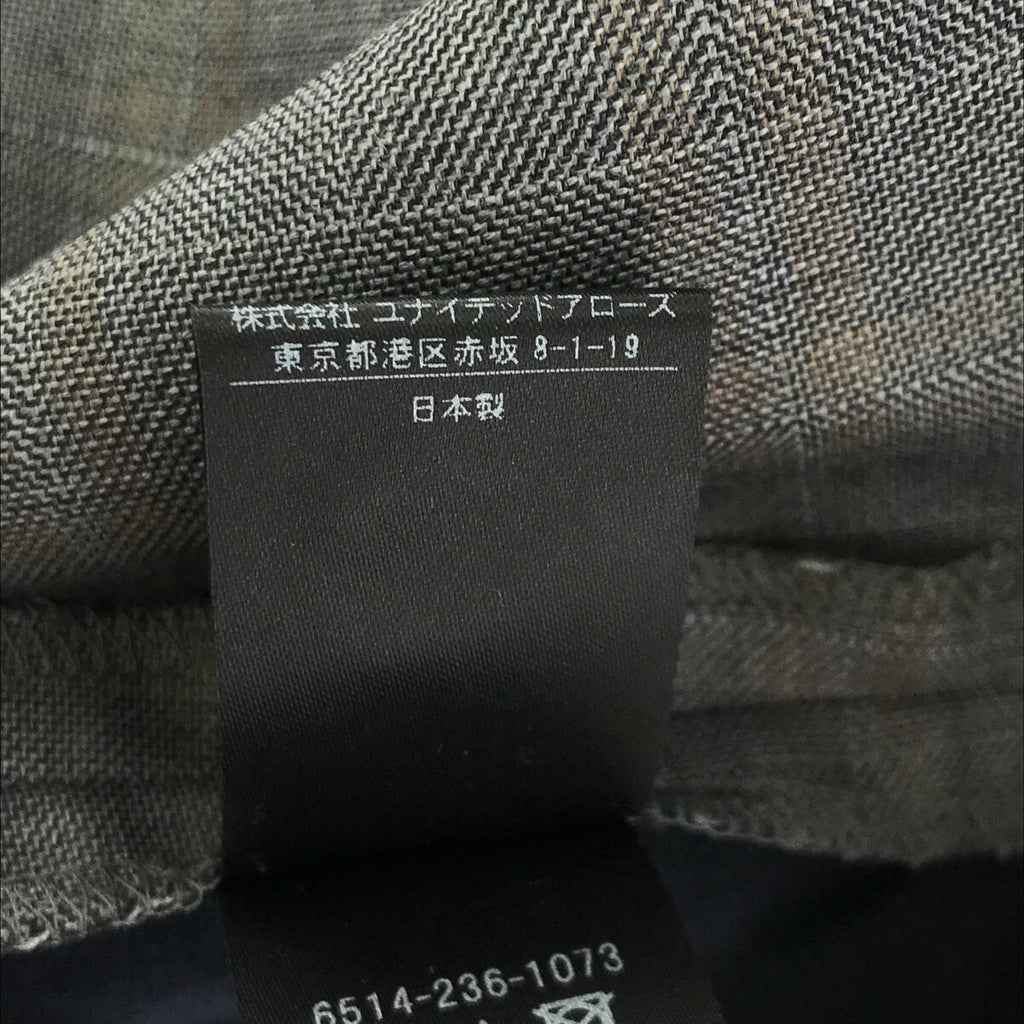 株式会社 ユナイテッドアローズ
東京都港区赤坂 8-1-19
日本製
6514-236-1073